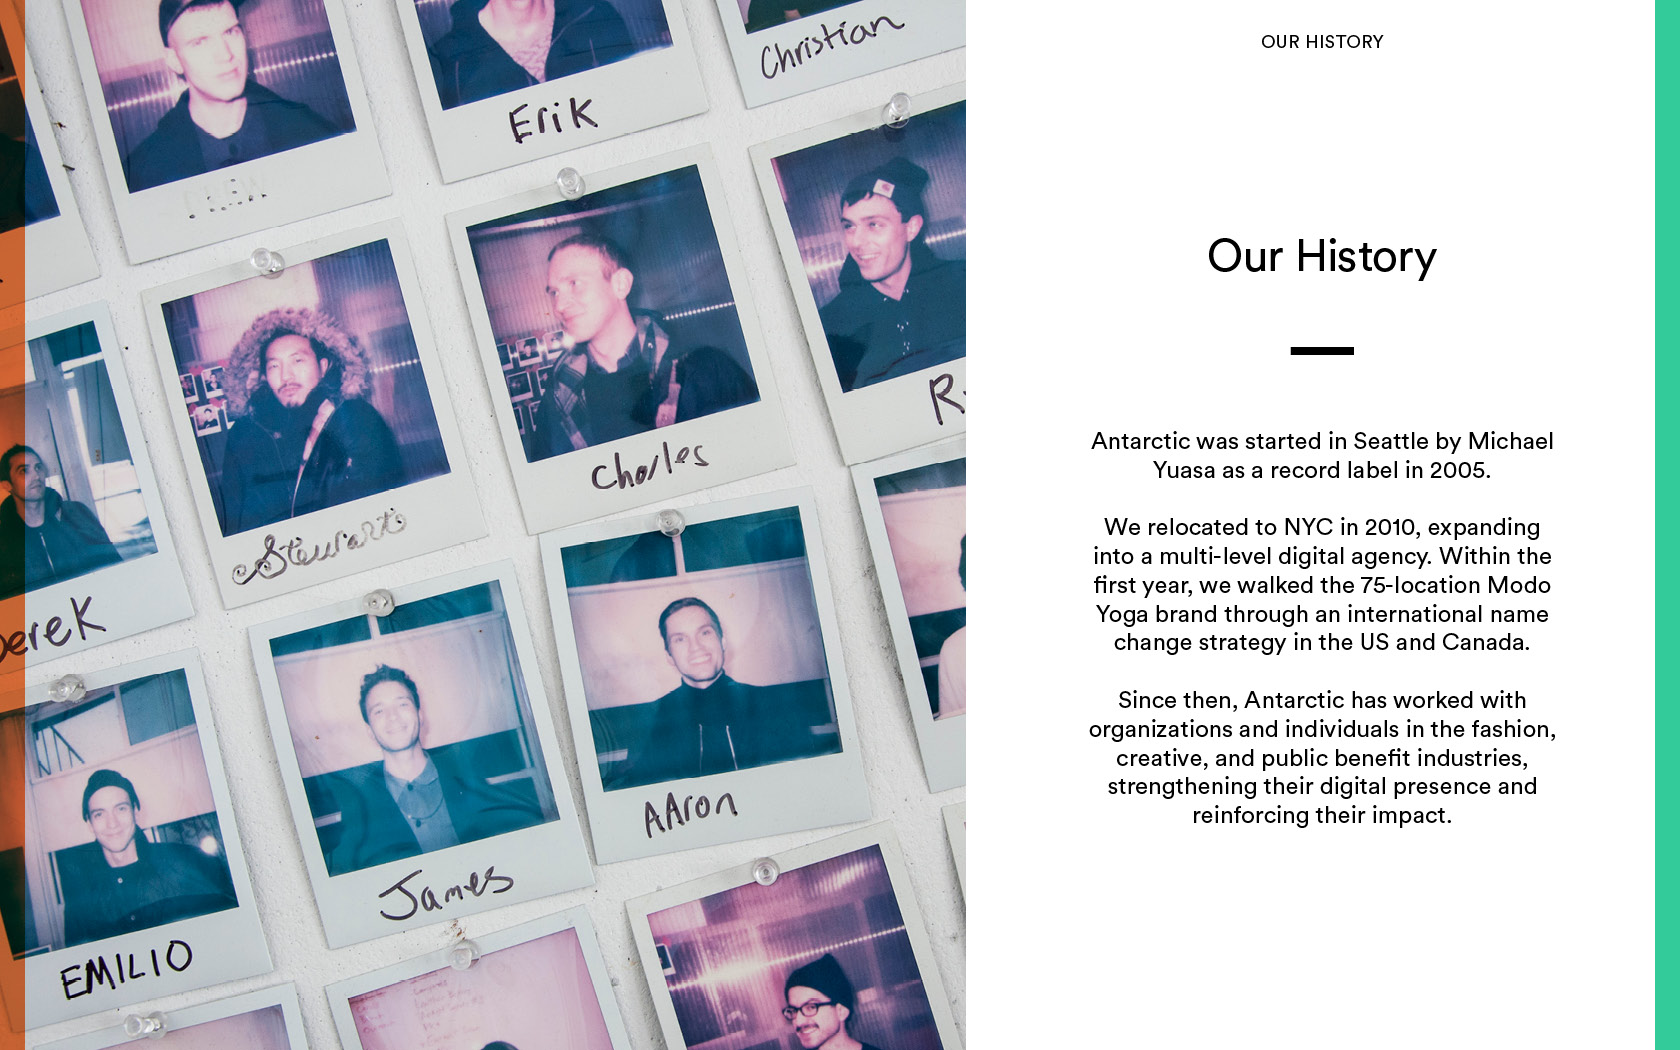 Christian
Erik
Charles
Stewart
Derek
AAron
James
EMILIO
OUR HISTORY
Our History
Antarctic was started in Seattle by Michael
Yuasa as a record label in 2005.
We relocated to NYC in 2010, expanding
into a multi-level digital agency. Within the
first year, we walked the 75-location Modo
Yoga brand through an international name
change strategy in the US and Canada.
Since then, Antarctic has worked with
organizations and individuals in the fashion,
creative, and public benefit industries,
strengthening their digital presence and
reinforcing their impact.